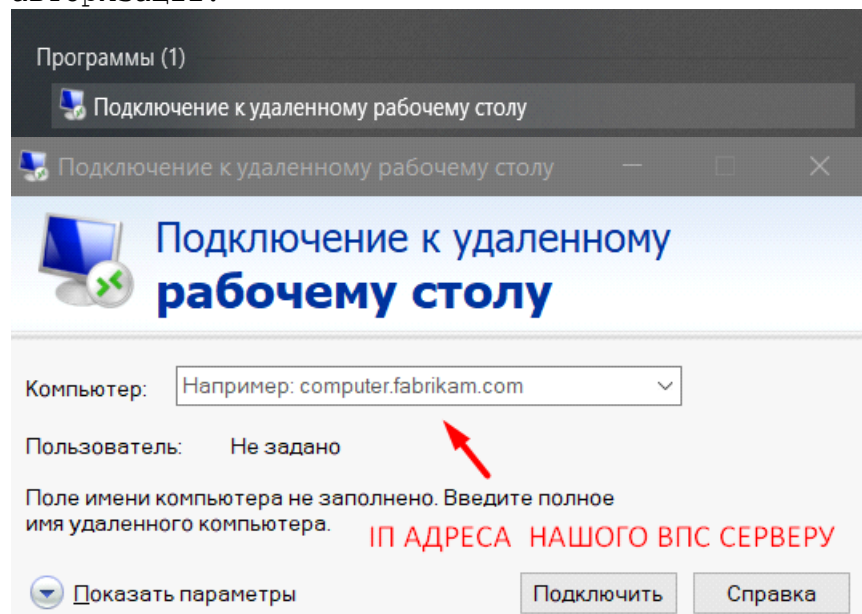 авторизации.
Программы (1)
Подключение к удаленному рабочему столу
Подключение к удаленному рабочему столу
Подключение к удаленному
рабочему столу
Компьютер:
Например: computer.fabrikam.com
Пользователь:
Не задано
Поле имени компьютера не заполнено. Введите полное
имя удаленного компьютера.
ІП АДРЕСА НАШОГО ВПС СЕРВЕРУ
Показать параметры
Подключить
Справка